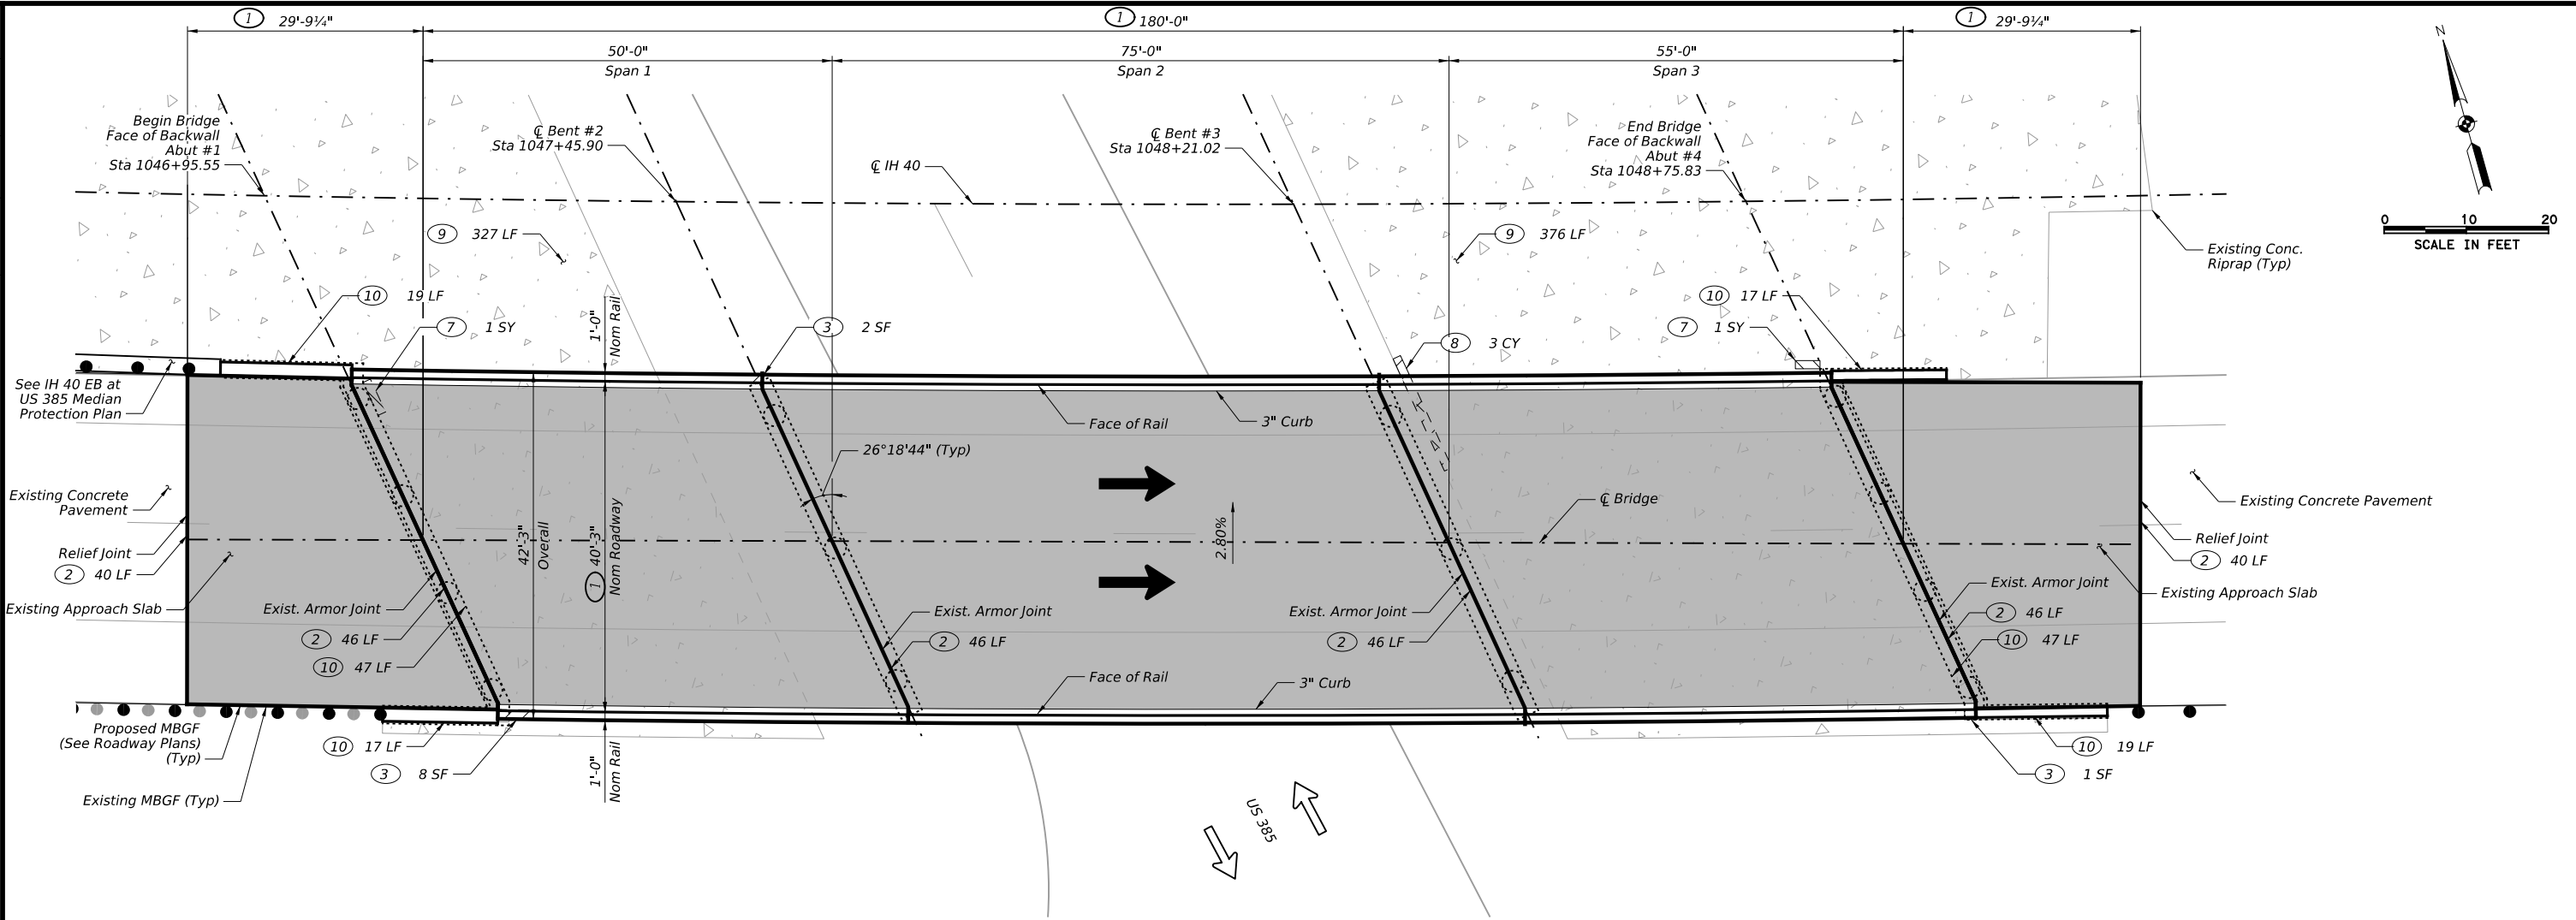 1 29'-9¼"
1 180'-0"
1 29'-9¼"
50'-0"
Span 1
75'-0"
Span 2
55'-0"
Span 3
N
0 10 20
SCALE IN FEET
Begin Bridge
Face of Backwall
Abut #1
Sta 1046+95.55
℄ Bent #2
Sta 1047+45.90
℄ IH 40
℄ Bent #3
Sta 1048+21.02
End Bridge
Face of Backwall
Abut #4
Sta 1048+75.83
9 327 LF
9 376 LF
Existing Conc.
Riprap (Typ)
10 19 LF
7 1 SY
1'-0"
Nom Rail
3 2 SF
8 3 CY
10 17 LF
7 1 SY
See IH 40 EB at
US 385 Median
Protection Plan
Face of Rail
3" Curb
26°18'44" (Typ)
Existing Concrete
Pavement
42'-3"
Overall
1 40'-3"
Nom Roadway
2.80%
℄ Bridge
Existing Concrete Pavement
Relief Joint
2 40 LF
Relief Joint
2 40 LF
Existing Approach Slab
Exist. Armor Joint
2 46 LF
10 47 LF
Exist. Armor Joint
2 46 LF
Exist. Armor Joint
2 46 LF
Exist. Armor Joint
2 46 LF
10 47 LF
Existing Approach Slab
Face of Rail
3" Curb
Proposed MBGF
(See Roadway Plans)
(Typ)
10 17 LF
3 8 SF
1'-0"
Nom Rail
10 19 LF
3 1 SF
Existing MBGF (Typ)
US 385